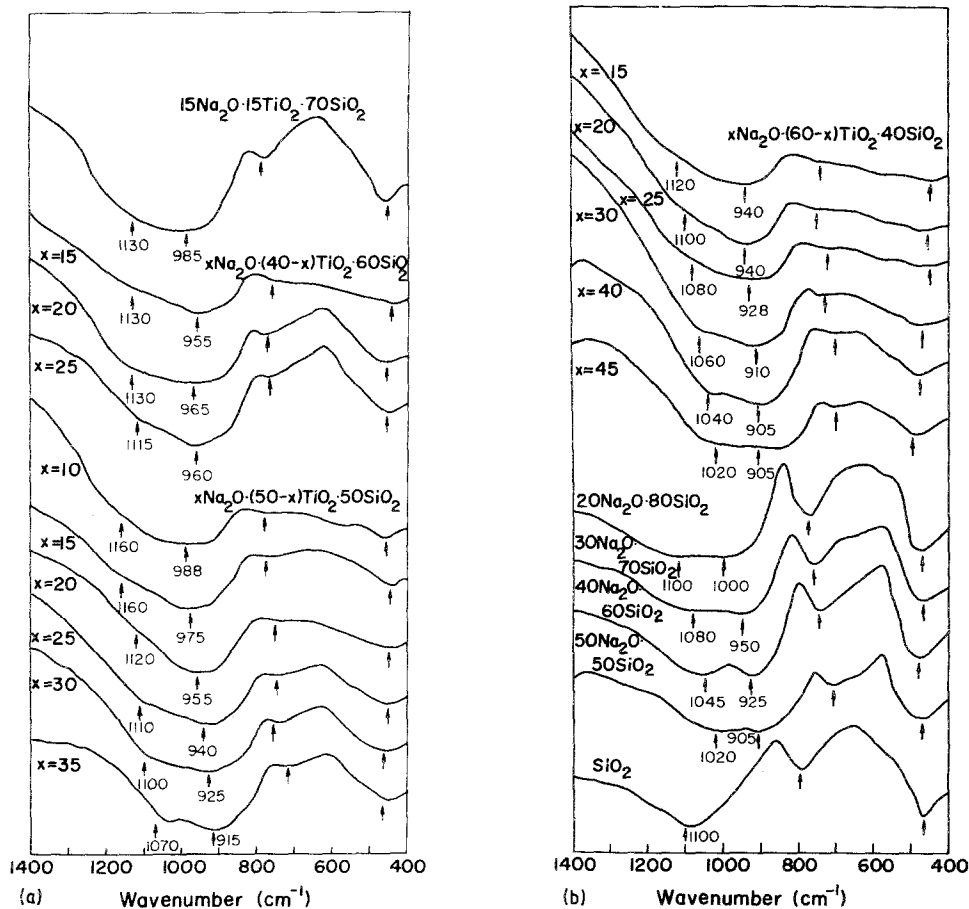 15Na₂O·15TiO₂·70SiO₂
1130
985
x=15
xNa₂O·(40-x)TiO₂·60SiO₂
1130
955
x=20
1130
965
x=25
1115
960
x=10
xNa₂O·(50-x)TiO₂·50SiO₂
1160
988
x=15
1160
975
x=20
1120
955
x=25
1110
940
x=30
1100
925
x=35
1070
915
1400
1200
1000
800
600
400
(a)
Wavenumber (cm⁻¹)
x=15
x=20
xNa₂O·(60-x)TiO₂·40SiO₂
1120
940
x=25
1100
940
x=30
1080
928
x=40
1060
910
x=45
1040
905
1020
905
20Na₂O·80SiO₂
30Na₂O·
70SiO₂
1100
1000
40Na₂O·
60SiO₂
1080
950
50Na₂O·
50SiO₂
1045
925
1020
905
SiO₂
1100
1400
1200
1000
800
600
400
(b)
Wavenumber (cm⁻¹)